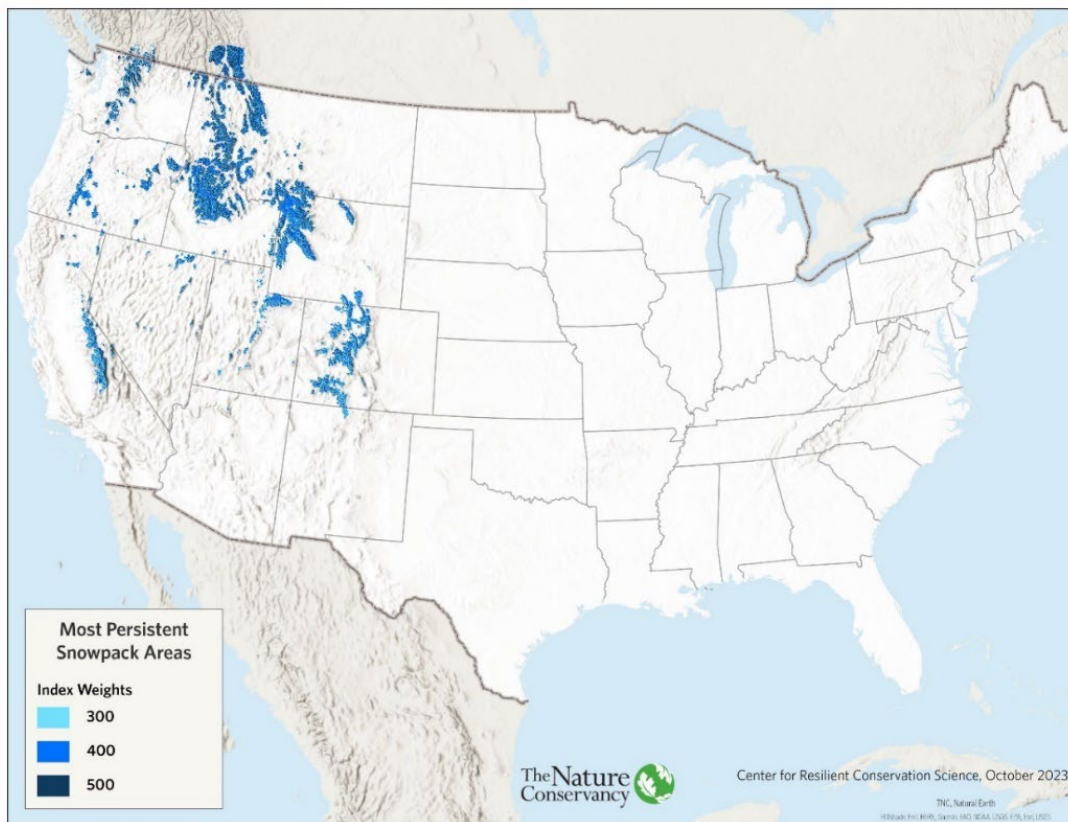 Most Persistent
Snowpack Areas
Index Weights
300
400
500
The Nature
Conservancy
Center for Resilient Conservation Science, October 2023
TNC, Natural Earth